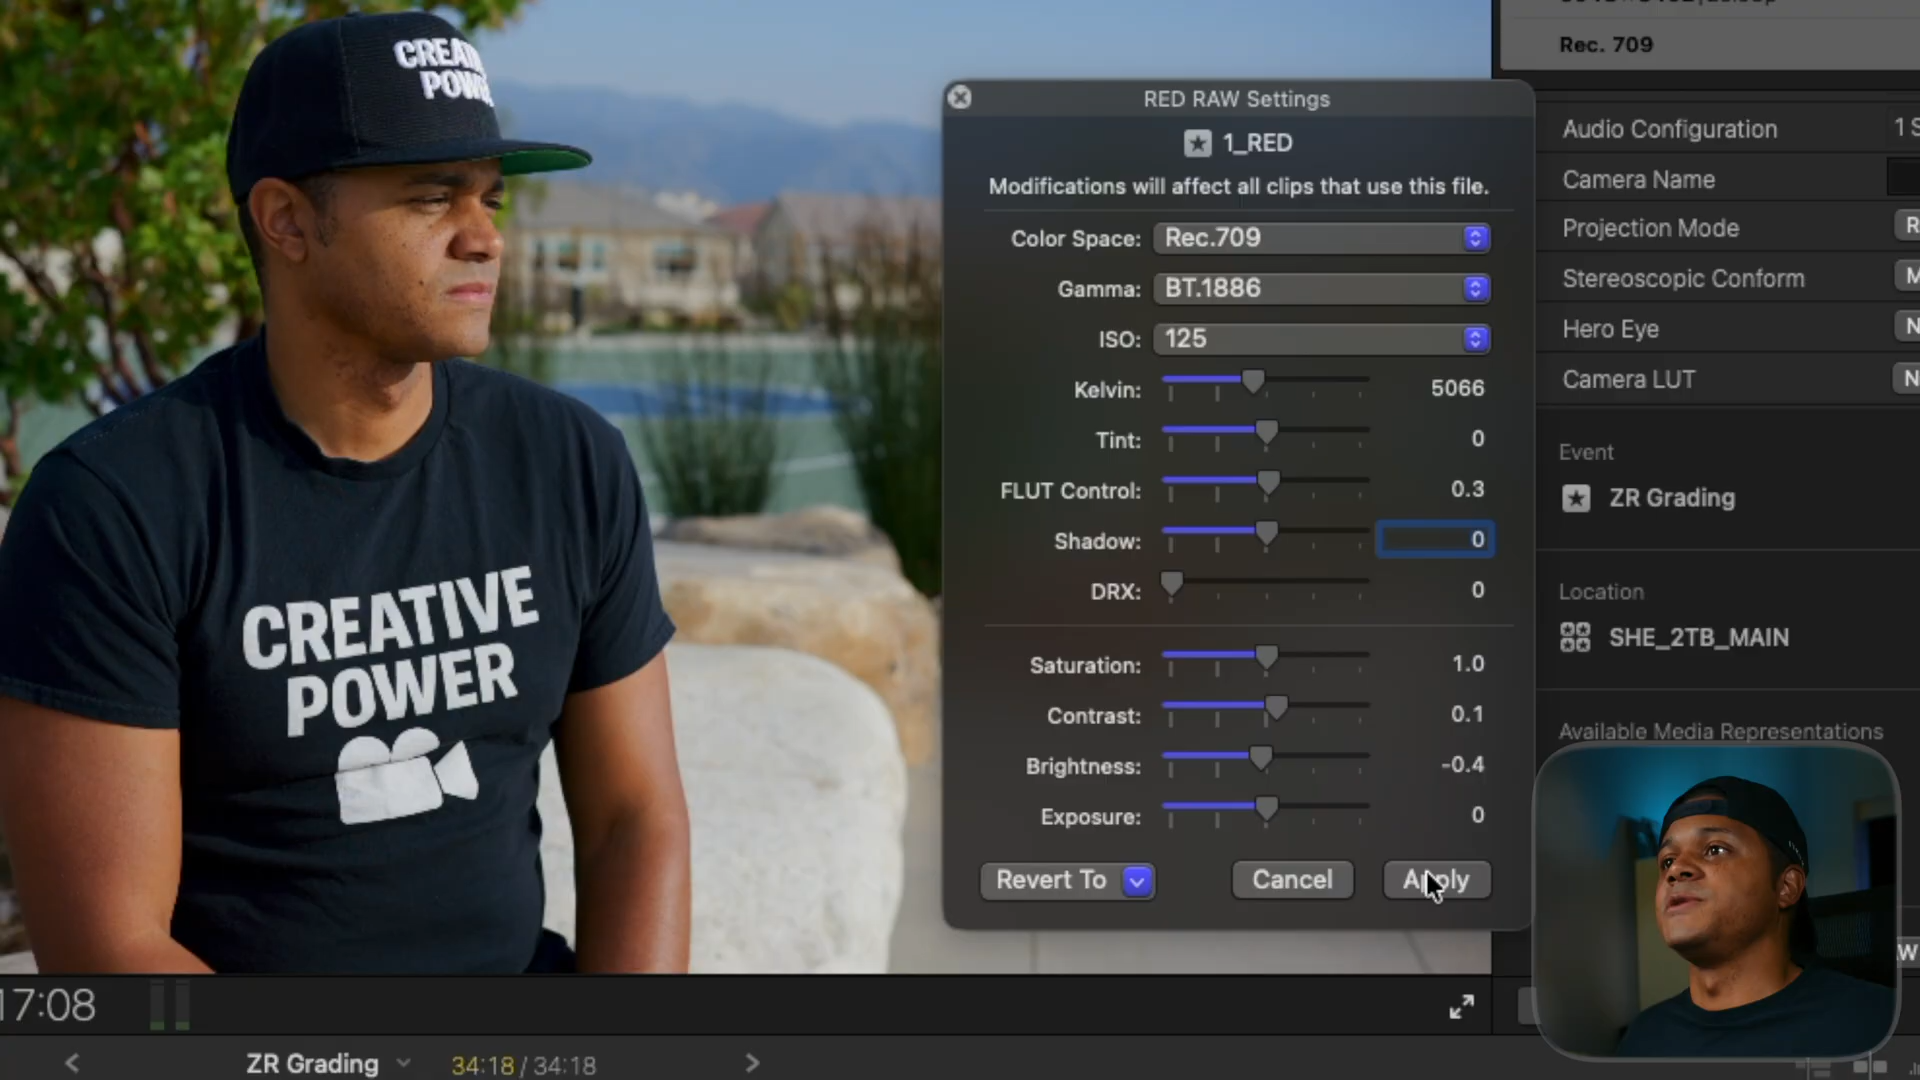 CREAT
POW
CREATIVE
POWER
RED RAW Settings
1_RED
Modifications will affect all clips that use this file.
Color Space: Rec.709
Gamma: BT.1886
ISO: 125
Kelvin: 5066
Tint: 0
FLUT Control: 0.3
Shadow: 0
DRX: 0
Saturation: 1.0
Contrast: 0.1
Brightness: -0.4
Exposure: 0
Revert To Cancel Apply
Rec. 709
Audio Configuration 1 S
Camera Name
Projection Mode R
Stereoscopic Conform M
Hero Eye N
Camera LUT N
Event
ZR Grading
Location
SHE_2TB_MAIN
Available Media Representations
W
17:08
ZR Grading 34:18 / 34:18